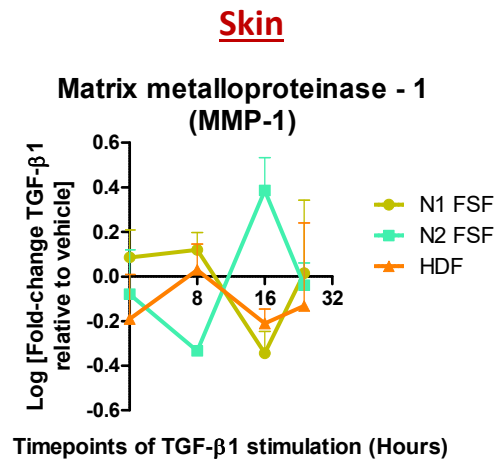 Skin
Matrix metalloproteinase - 1
(MMP-1)
Log [Fold-change TGF-β1
relative to vehicle]
0.6
0.4
0.2
0.0
-0.2
-0.4
-0.6
8 16 32
N1 FSF
N2 FSF
HDF
Timepoints of TGF-β1 stimulation (Hours)